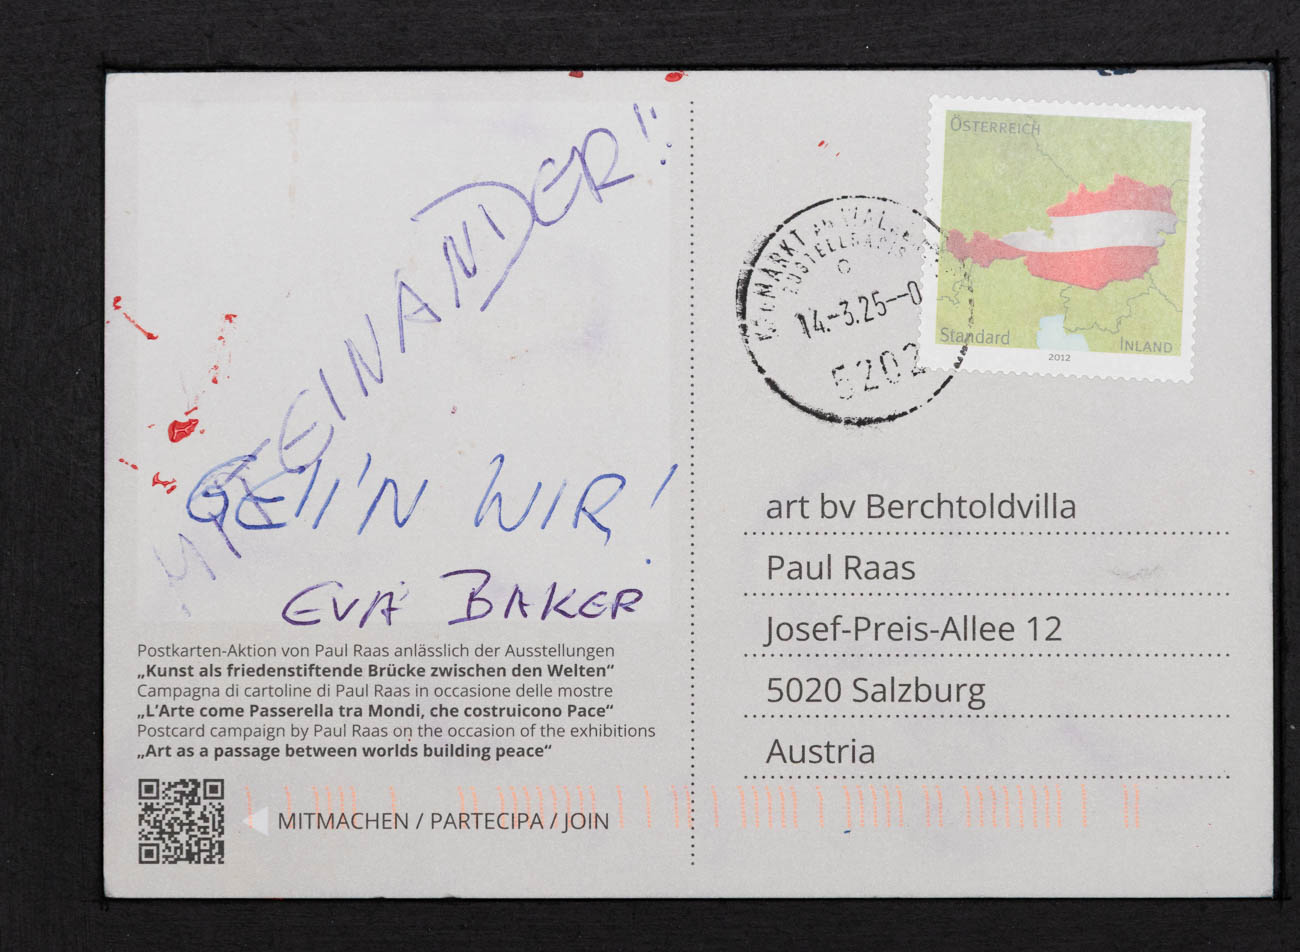 MITEINANDER!!
GEH'N WIR!
EVA BAKER
Postkarten-Aktion von Paul Raas anlässlich der Ausstellungen
„Kunst als friedenstiftende Brücke zwischen den Welten“
Campagna di cartoline di Paul Raas in occasione delle mostre
„L'Arte come Passerella tra Mondi, che costruicono Pace“
Postcard campaign by Paul Raas on the occasion of the exhibitions
„Art as a passage between worlds building peace“
MITMACHEN / PARTECIPA / JOIN
ÖSTERREICH
Standard
INLAND
2012
14.-3.25--0
5202
art bv Berchtoldvilla
Paul Raas
Josef-Preis-Allee 12
5020 Salzburg
Austria